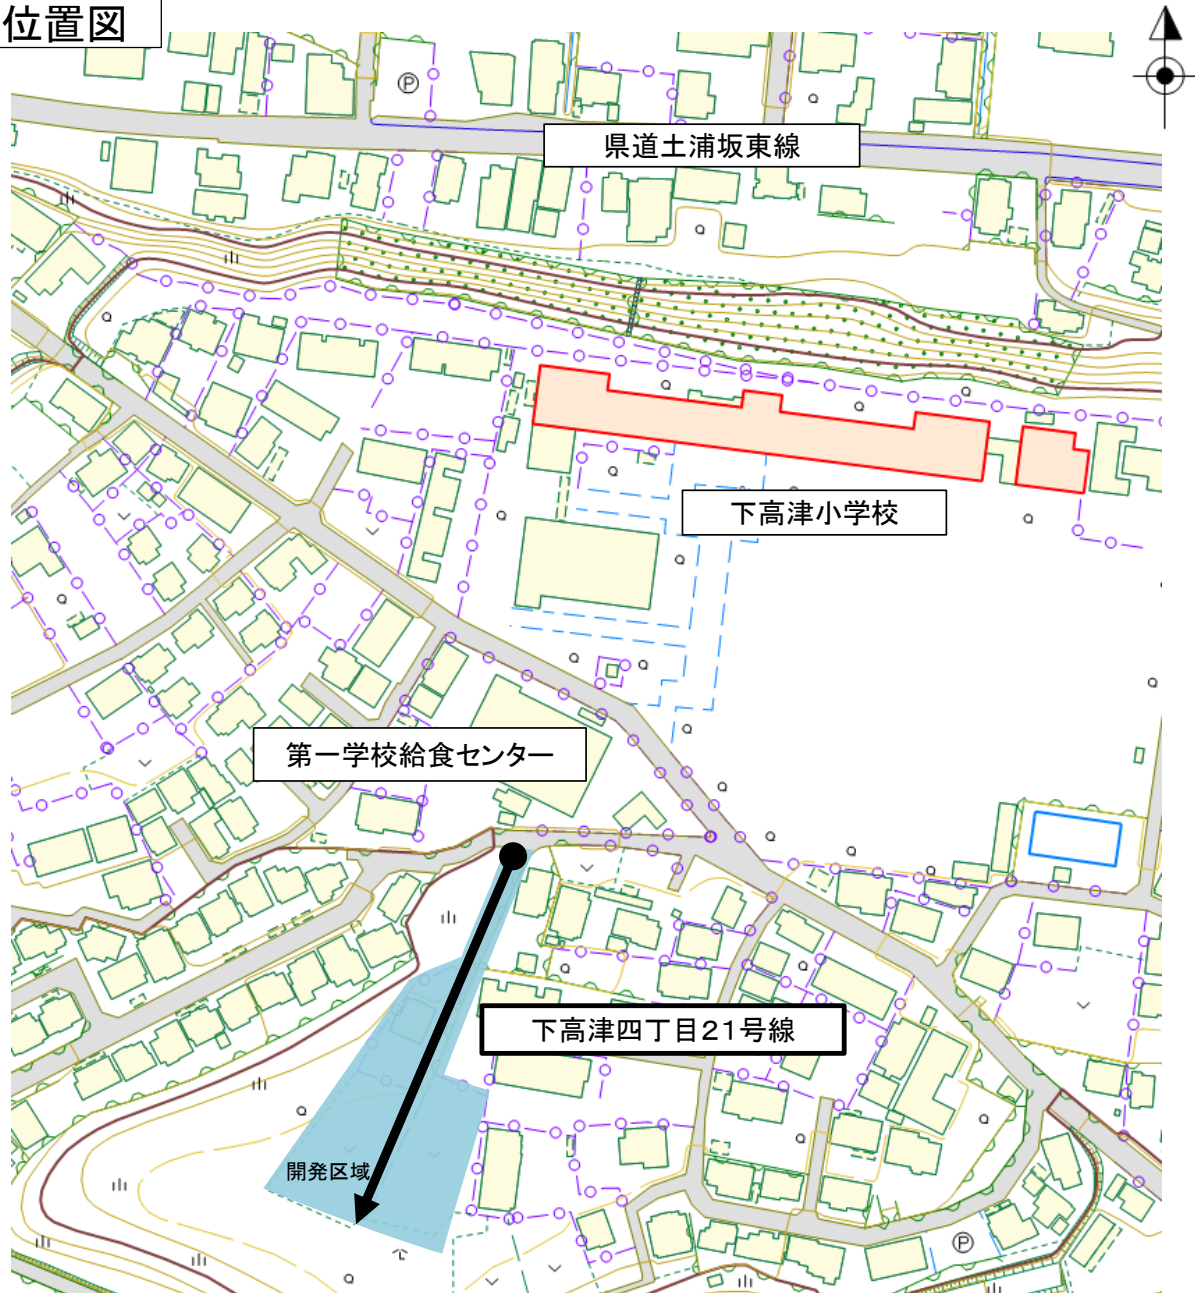 位置図
Ⓟ
県道土浦坂東線
下高津小学校
第一学校給食センター
下高津四丁目21号線
開発区域
Ⓟ